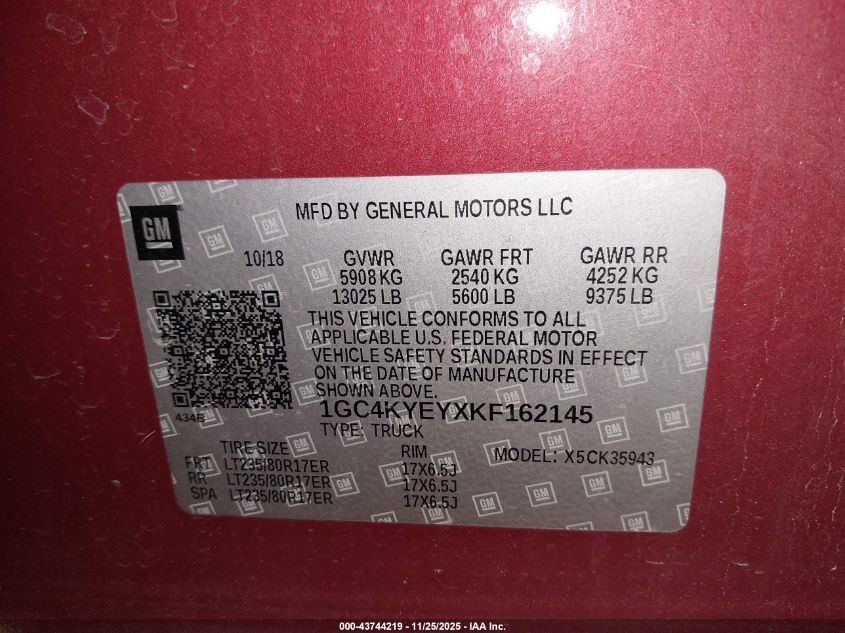 GM
MFD BY GENERAL MOTORS LLC
10/18 GVWR GAWR FRT GAWR RR
5908 KG 2540 KG 4252 KG
13025 LB 5600 LB 9375 LB
THIS VEHICLE CONFORMS TO ALL
APPLICABLE U.S. FEDERAL MOTOR
VEHICLE SAFETY STANDARDS IN EFFECT
ON THE DATE OF MANUFACTURE
SHOWN ABOVE.
434B
1GC4KYEYXKF162145
TYPE: TRUCK
TIRE SIZE RIM MODEL: X5CK35943
FRT LT235/80R17ER 17X6.5J
RR LT235/80R17ER 17X6.5J
SPA LT235/80R17ER 17X6.5J
000-43744219 - 11/25/2025 - IAA Inc.